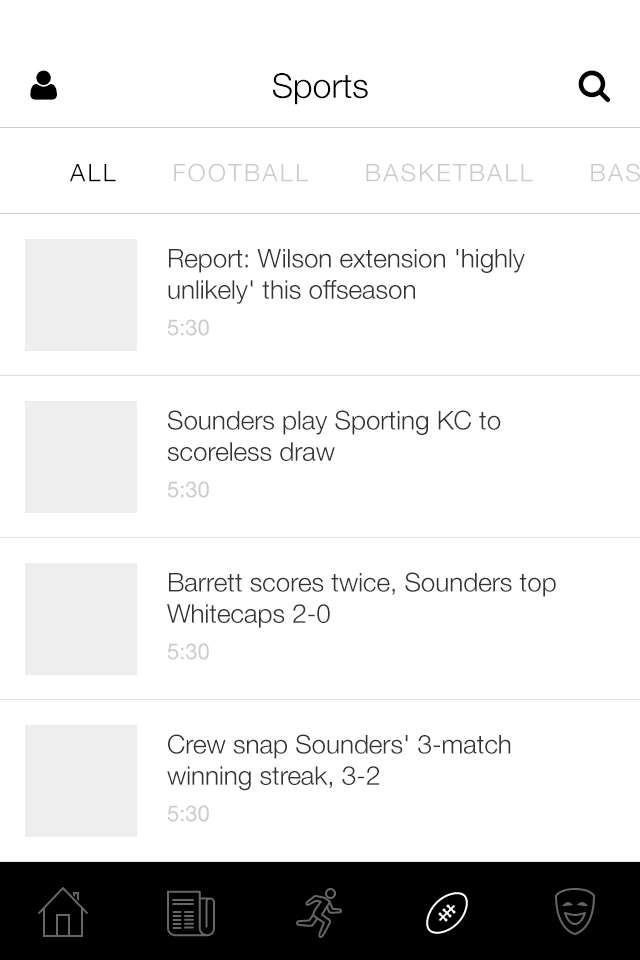 Sports
ALL FOOTBALL BASKETBALL BAS
Report: Wilson extension 'highly
unlikely' this offseason
5:30
Sounders play Sporting KC to
scoreless draw
5:30
Barrett scores twice, Sounders top
Whitecaps 2-0
5:30
Crew snap Sounders' 3-match
winning streak, 3-2
5:30